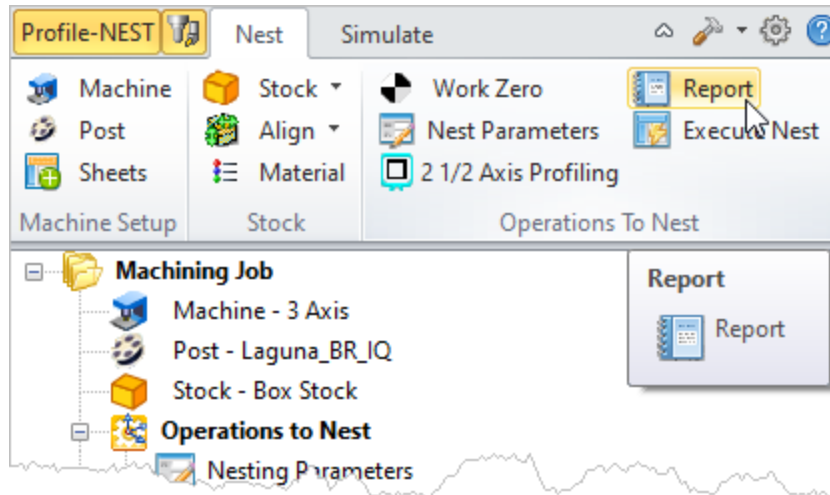 Profile-NEST Nest Simulate
Machine Stock Work Zero Report
Post Align Nest Parameters Execute Nest
Sheets Material 2 1/2 Axis Profiling
Machine Setup Stock Operations To Nest
Machining Job
Machine - 3 Axis
Post - Laguna_BR_IQ
Stock - Box Stock
Operations to Nest
Nesting Parameters
Report
Report